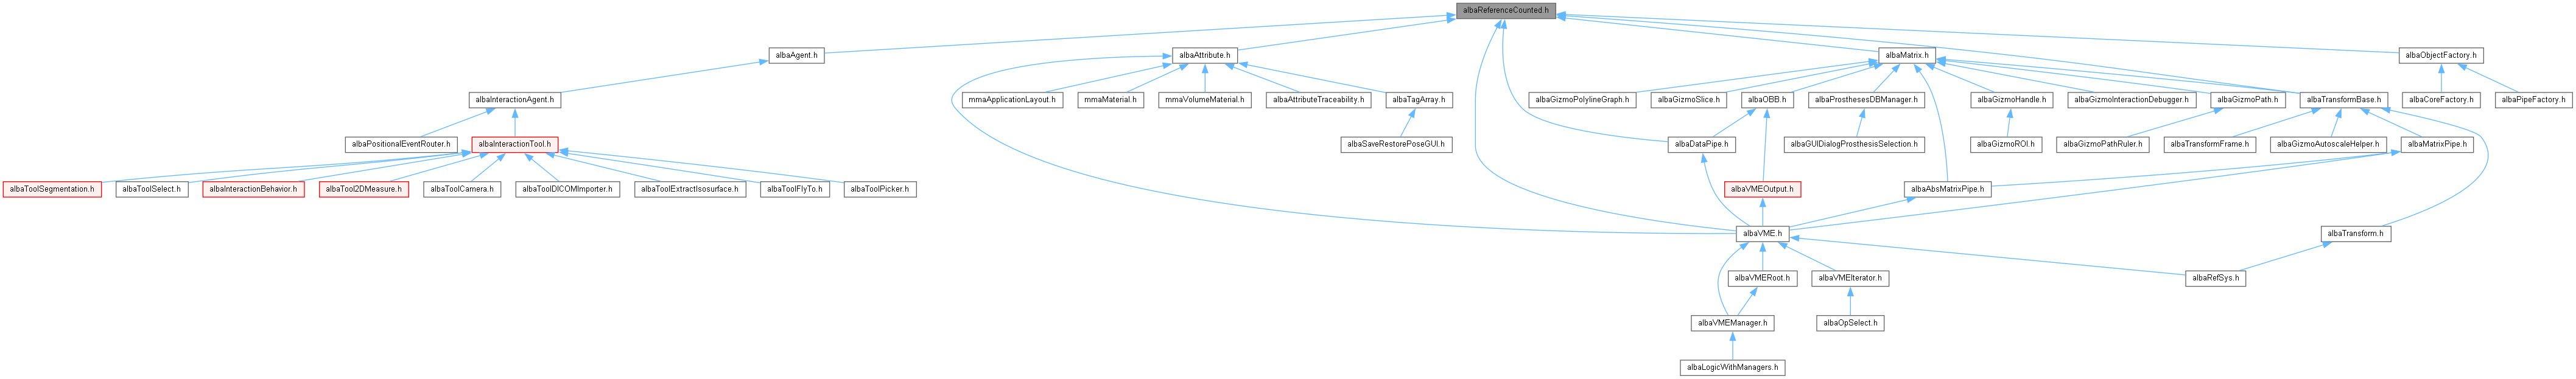 albaReferenceCounted.h
albaAgent.h
albaAttribute.h
albaMatrix.h
albaObjectFactory.h
albaInteractionAgent.h
mmaApplicationLayout.h
mmaMaterial.h
mmaVolumeMaterial.h
albaAttributeTraceability.h
albaTagArray.h
albaGizmoPolylineGraph.h
albaGizmoSlice.h
albaOBB.h
albaProsthesesDBManager.h
albaGizmoHandle.h
albaGizmoInteractionDebugger.h
albaGizmoPath.h
albaTransformBase.h
albaCoreFactory.h
albaPipeFactory.h
albaPositionalEventRouter.h
albaInteractionTool.h
albaSaveRestorePoseGUI.h
albaDataPipe.h
albaGUIDialogProsthesisSelection.h
albaGizmoROI.h
albaGizmoPathRuler.h
albaTransformFrame.h
albaGizmoAutoscaleHelper.h
albaMatrixPipe.h
albaToolSegmentation.h
albaToolSelect.h
albaInteractionBehavior.h
albaTool2DMeasure.h
albaToolCamera.h
albaToolDICOMImporter.h
albaToolExtractIsosurface.h
albaToolFlyTo.h
albaToolPicker.h
albaVMEOutput.h
albaAbsMatrixPipe.h
albaVME.h
albaTransform.h
albaVMERoot.h
albaVMEIterator.h
albaRefSys.h
albaVMEManager.h
albaOpSelect.h
albaLogicWithManagers.h